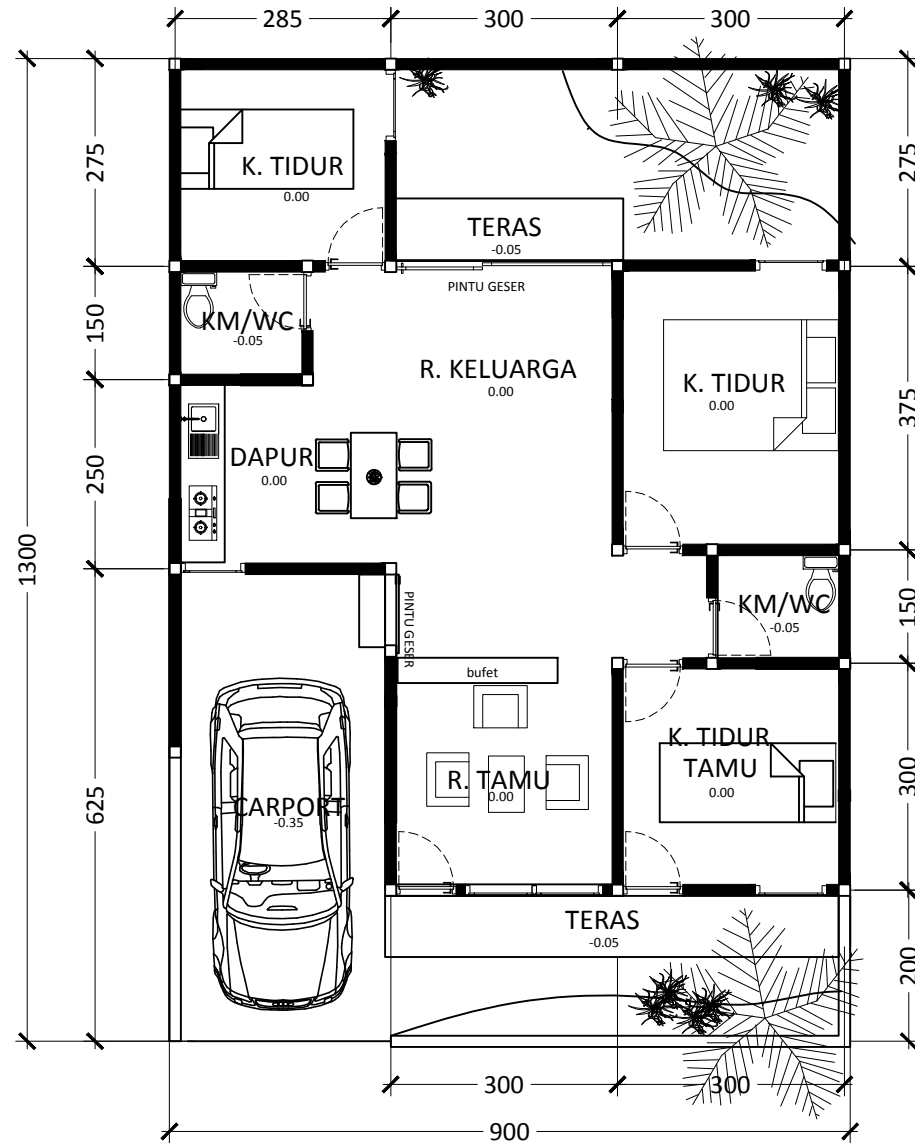 285
300
300
275
275
K. TIDUR
0.00
TERAS
-0.05
PINTU GESER
150
KM/WC
-0.05
R. KELUARGA
0.00
K. TIDUR
0.00
375
250
DAPUR
0.00
1300
PINTU GESER
KM/WC
-0.05
150
bufet
K. TIDUR
TAMU
0.00
R. TAMU
0.00
300
625
CARPORT
-0.35
TERAS
-0.05
200
300
300
900